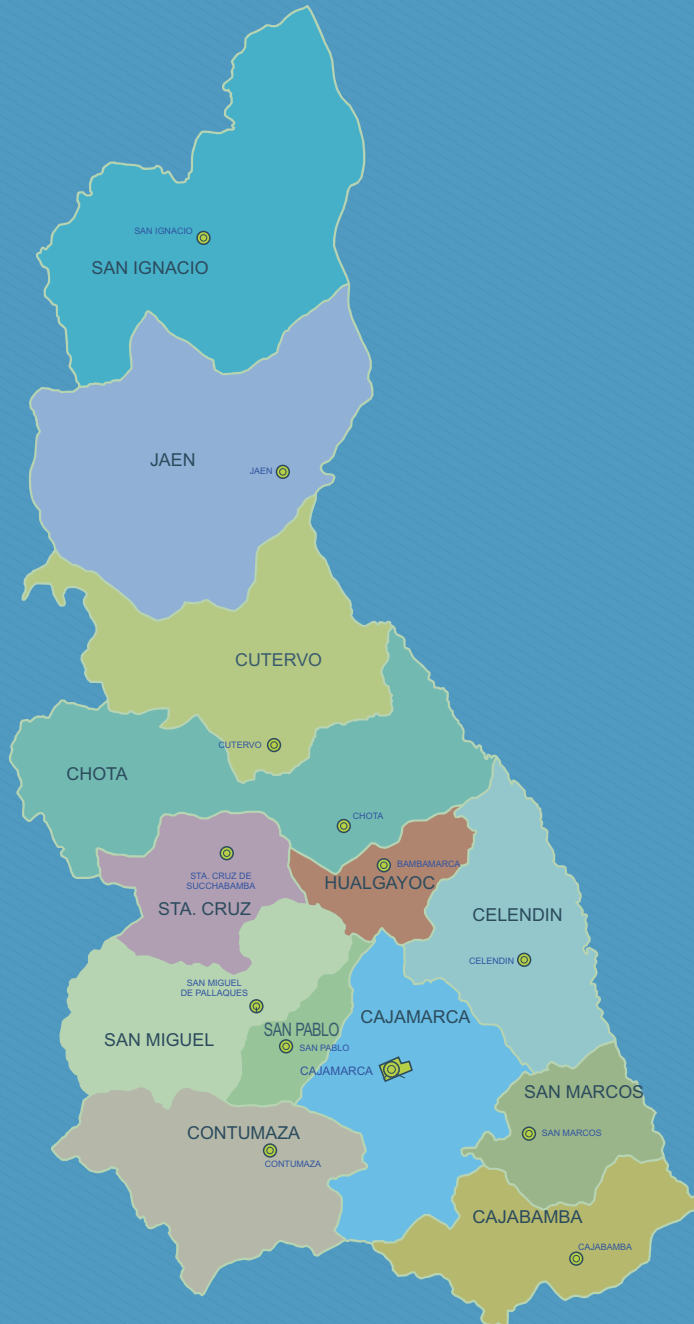 SAN IGNACIO
SAN IGNACIO
JAEN
JAEN
CUTERVO
CUTERVO
CHOTA
CHOTA
BAMBAMARCA
HUALGAYOC
STA. CRUZ DE
SUCCHABAMBA
STA. CRUZ
CELENDIN
CELENDIN
SAN MIGUEL
DE PALLAQUES
SAN MIGUEL
SAN PABLO
SAN PABLO
CAJAMARCA
CAJAMARCA
SAN MARCOS
SAN MARCOS
CONTUMAZA
CONTUMAZA
CAJABAMBA
CAJABAMBA